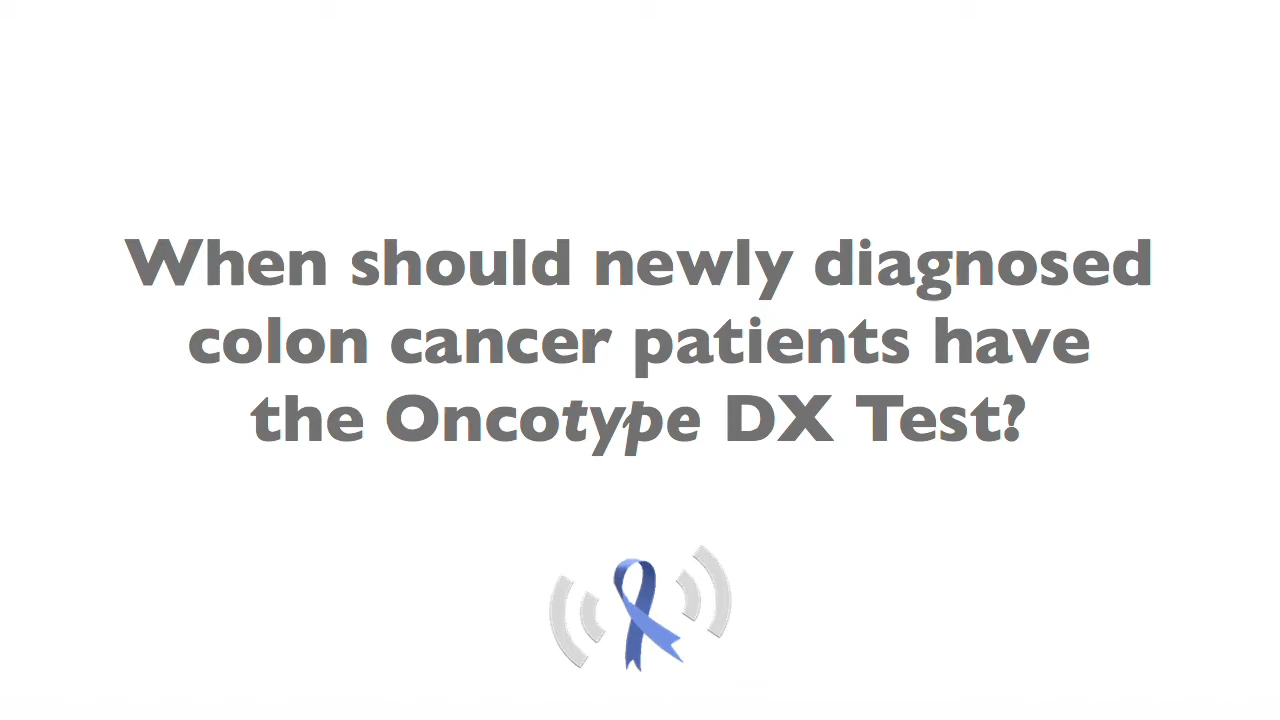 When should newly diagnosed
colon cancer patients have
the Oncotype DX Test?